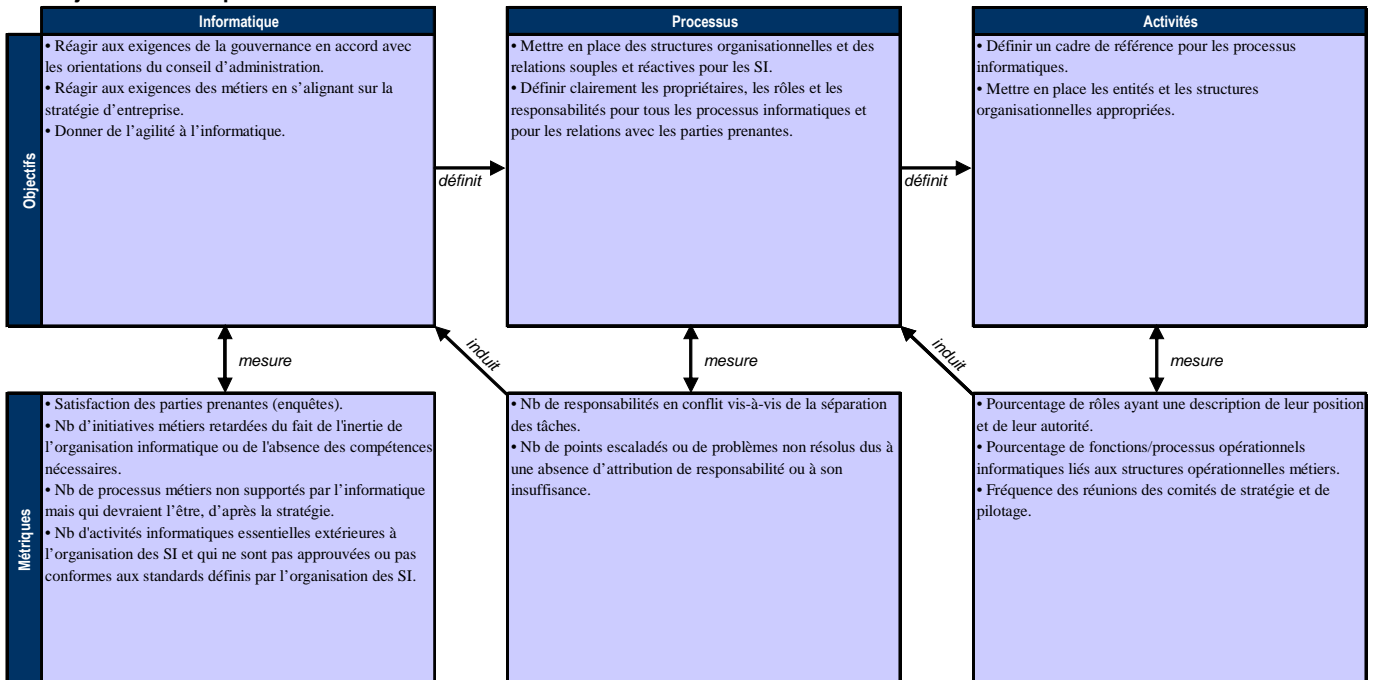 Informatique
Processus
Activités
Objectifs
• Réagir aux exigences de la gouvernance en accord avec
les orientations du conseil d’administration.
• Réagir aux exigences des métiers en s’alignant sur la
stratégie d’entreprise.
• Donner de l’agilité à l’informatique.
définit
• Mettre en place des structures organisationnelles et des
relations souples et réactives pour les SI.
• Définir clairement les propriétaires, les rôles et les
responsabilités pour tous les processus informatiques et
pour les relations avec les parties prenantes.
définit
• Définir un cadre de référence pour les processus
informatiques.
• Mettre en place les entités et les structures
organisationnelles appropriées.
mesure
induit
mesure
induit
mesure
Métriques
• Satisfaction des parties prenantes (enquêtes).
• Nb d’initiatives métiers retardées du fait de l'inertie de
l’organisation informatique ou de l'absence des compétences
nécessaires.
• Nb de processus métiers non supportés par l’informatique
mais qui devraient l’être, d’après la stratégie.
• Nb d'activités informatiques essentielles extérieures à
l’organisation des SI et qui ne sont pas approuvées ou pas
conformes aux standards définis par l’organisation des SI.
• Nb de responsabilités en conflit vis-à-vis de la séparation
des tâches.
• Nb de points escaladés ou de problèmes non résolus dus à
une absence d’attribution de responsabilité ou à son
insuffisance.
• Pourcentage de rôles ayant une description de leur position
et de leur autorité.
• Pourcentage de fonctions/processus opérationnels
informatiques liés aux structures opérationnelles métiers.
• Fréquence des réunions des comités de stratégie et de
pilotage.